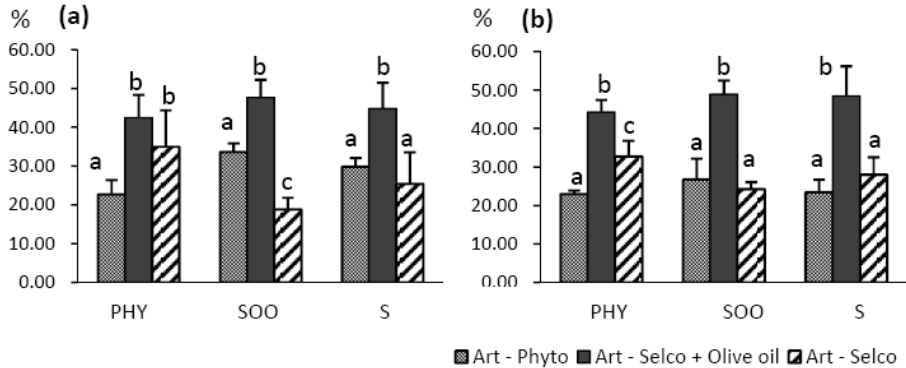 % (a)
60.00
50.00
40.00
30.00
20.00
10.00
0.00
a b b
a b c
a b a
PHY SOO S
% (b)
60.00
50.00
40.00
30.00
20.00
10.00
0.00
a b c
a b a
a b a
PHY SOO S
Art - Phyto Art - Selco + Olive oil Art - Selco